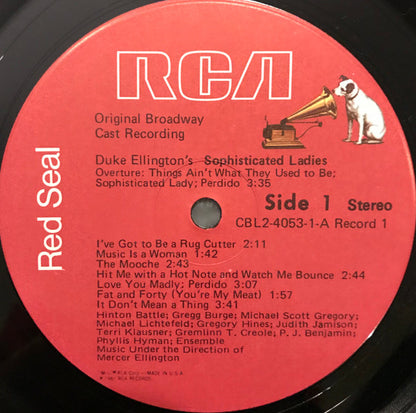 RCA
Original Broadway
Cast Recording
Duke Ellington's Sophisticated Ladies
Overture: Things Ain't What They Used to Be;
Sophisticated Lady; Perdido 3:35
Side 1 Stereo
CBL2-4053-1-A Record 1
Red Seal
I've Got to Be a Rug Cutter 2:11
Music Is a Woman 1:42
The Mooche 2:43
Hit Me with a Hot Note and Watch Me Bounce 2:44
Love You Madly; Perdido 3:07
Fat and Forty (You're My Meat) 1:57
It Don't Mean a Thing 3:41
Hinton Battle; Gregg Burge; Michael Scott Gregory;
Michael Lichtefeld; Gregory Hines; Judith Jamison;
Terri Klausner; Gremlinn T. Creole; P. J. Benjamin;
Phyllis Hyman; Ensemble
Music Under the Direction of
Mercer Ellington
RCA Corp.—Made in U.S.A.
RCA Records